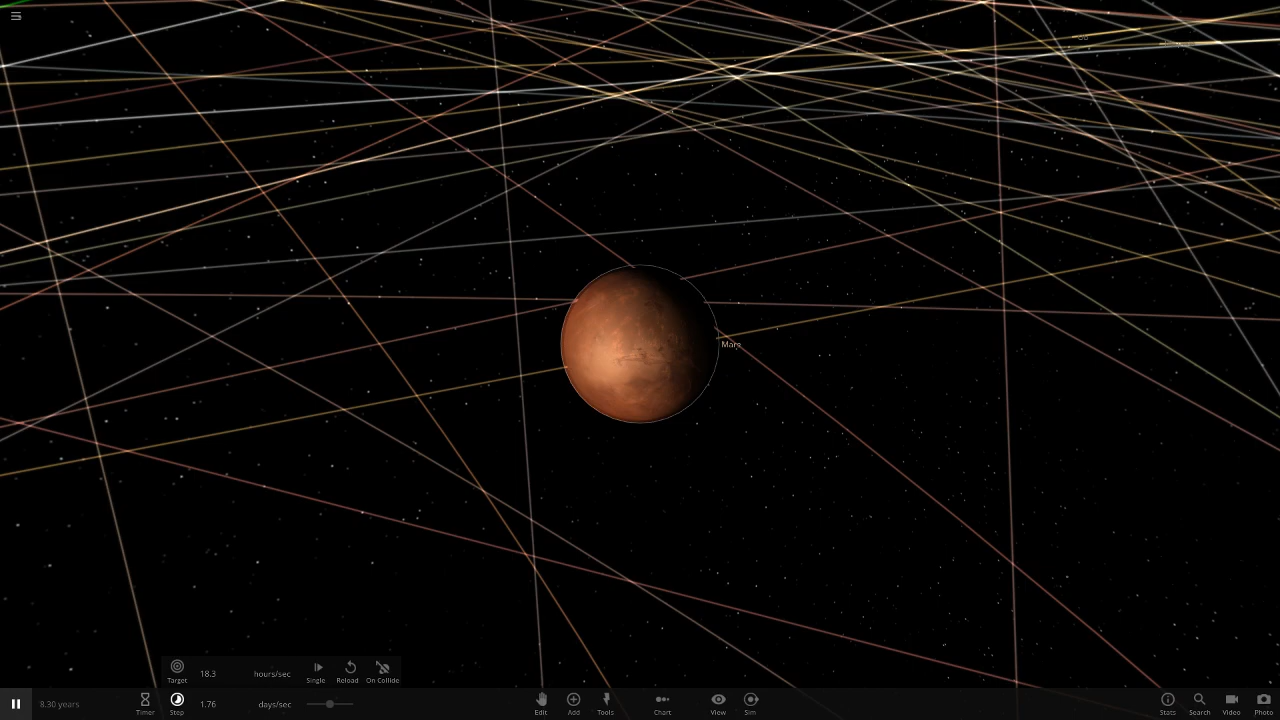 Mars
Target 18.3 hours/sec Single Reload On Collide
8.30 years Timer Step 1.76 days/sec Edit Add Tools Chart View Sim Stats Search Video Photo